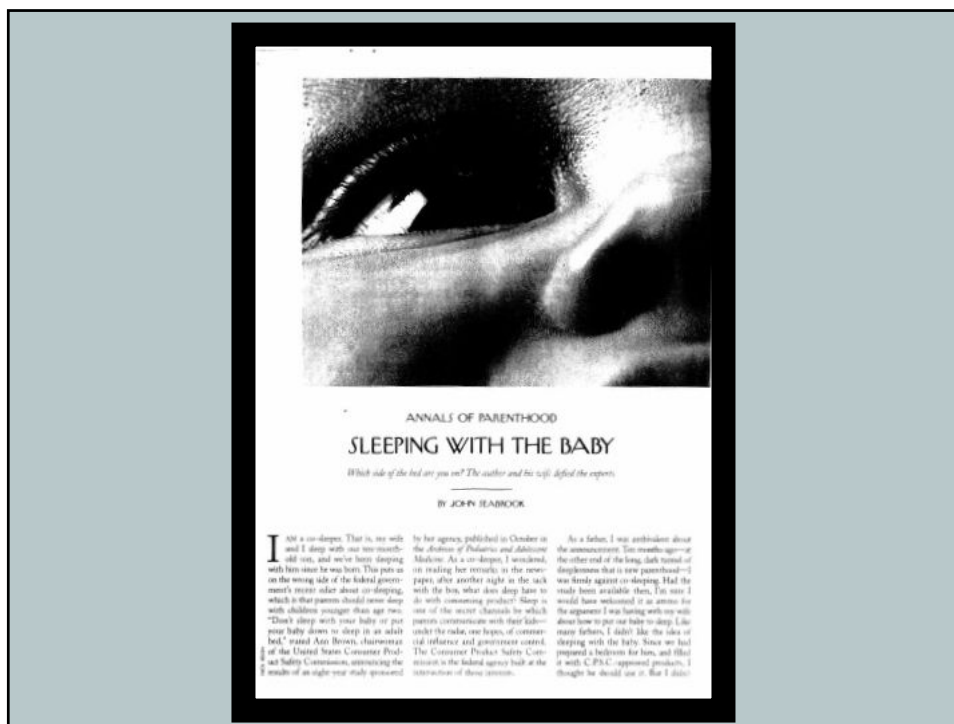 ANNALS OF PARENTHOOD
SLEEPING WITH THE BABY
Which side of the bed are you on? The author and his wife defied the experts.
BY JOHN SEABROOK
I AM a co-sleeper. That is, my wife
and I sleep with our ten-month-
old son, and we've been sleeping
with him since he was born. This puts us
on the wrong side of the federal govern-
ment's recent edict about co-sleeping,
which is that parents should never sleep
with children younger than age two.
"Don't sleep with your baby or put
your baby down to sleep in an adult
bed," stated Ann Brown, chairwoman
of the United States Consumer Prod-
uct Safety Commission, announcing the
results of an eight-year study sponsored
by her agency, published in October in
the Archives of Pediatrics and Adolescent
Medicine. As a co-sleeper, I wondered,
on reading her remarks in the news-
paper, after another night in the sack
with the boy, what does sleep have to
do with consuming product? Sleep is
one of the secret channels by which
parents communicate with their kids—
under the radar, one hopes, of commer-
cial influence and government control.
The Consumer Product Safety Com-
mission is the federal agency built at the
intersection of those interests.
As a father, I was ambivalent about
the announcement. Ten months ago—at
the other end of the long, dark tunnel of
sleeplessness that is new parenthood—I
was firmly against co-sleeping. Had the
study been available then, I'm sure I
would have welcomed it as ammo for
the argument I was having with my wife
about how to put our baby to sleep. Like
many fathers, I didn't like the idea of
sleeping with the baby. Since we had
prepared a bedroom for him, and filled
it with C.P.S.C.-approved products, I
thought he should use it. But I didn't